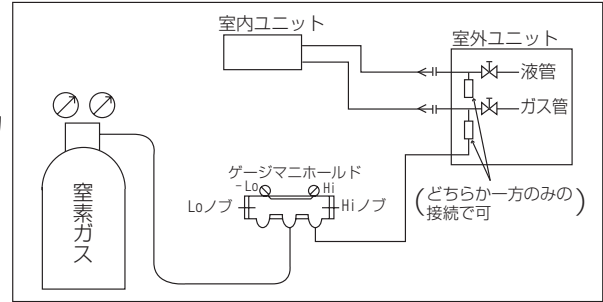 室内ユニット
室外ユニット
液管
ガス管
ゲージマニホールド
- Lo
Hi
Loノブ
Hiノブ
(どちらか一方のみの
接続で可)
窒素ガス